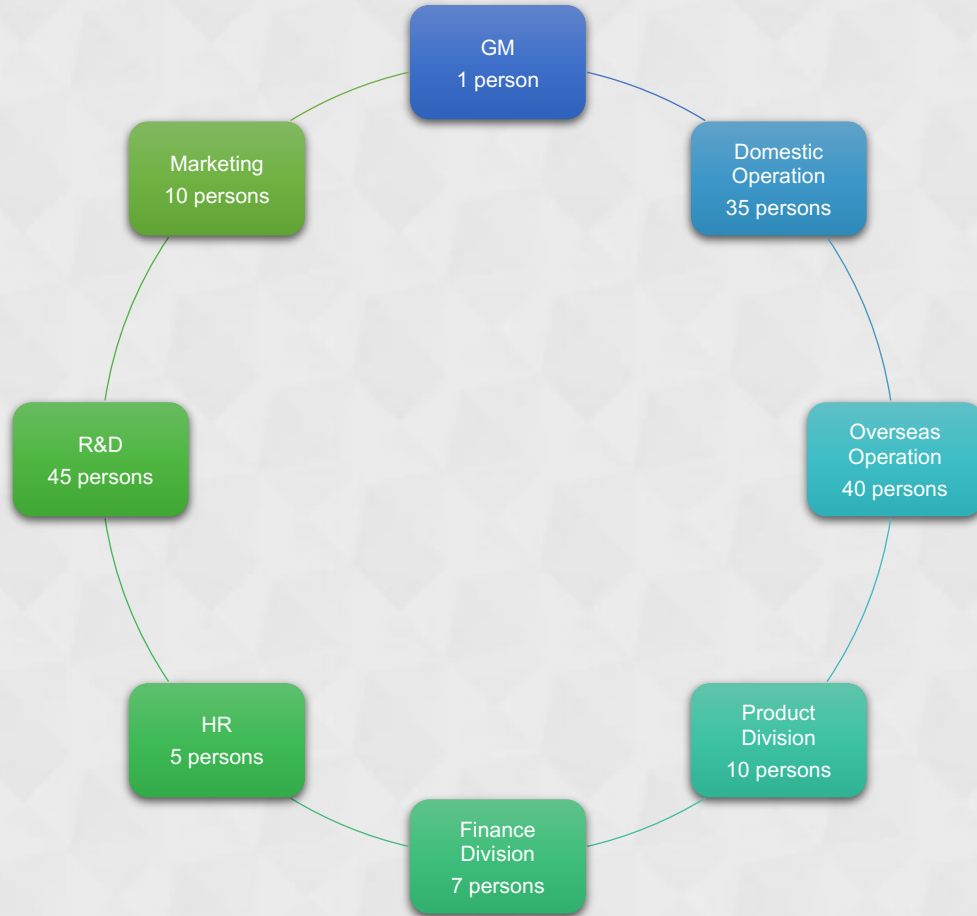 GM
1 person
Domestic
Operation
35 persons
Overseas
Operation
40 persons
Product
Division
10 persons
Finance
Division
7 persons
HR
5 persons
R&D
45 persons
Marketing
10 persons